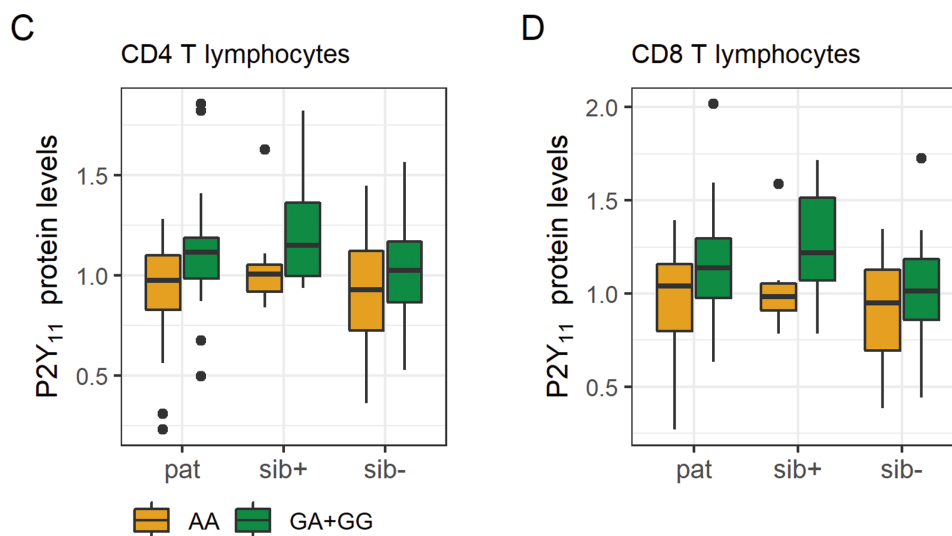 C
CD4 T lymphocytes
P2Y₁₁ protein levels
1.5
1.0
0.5
pat sib+ sib-
AA GA+GG
D
CD8 T lymphocytes
P2Y₁₁ protein levels
2.0
1.5
1.0
0.5
pat sib+ sib-